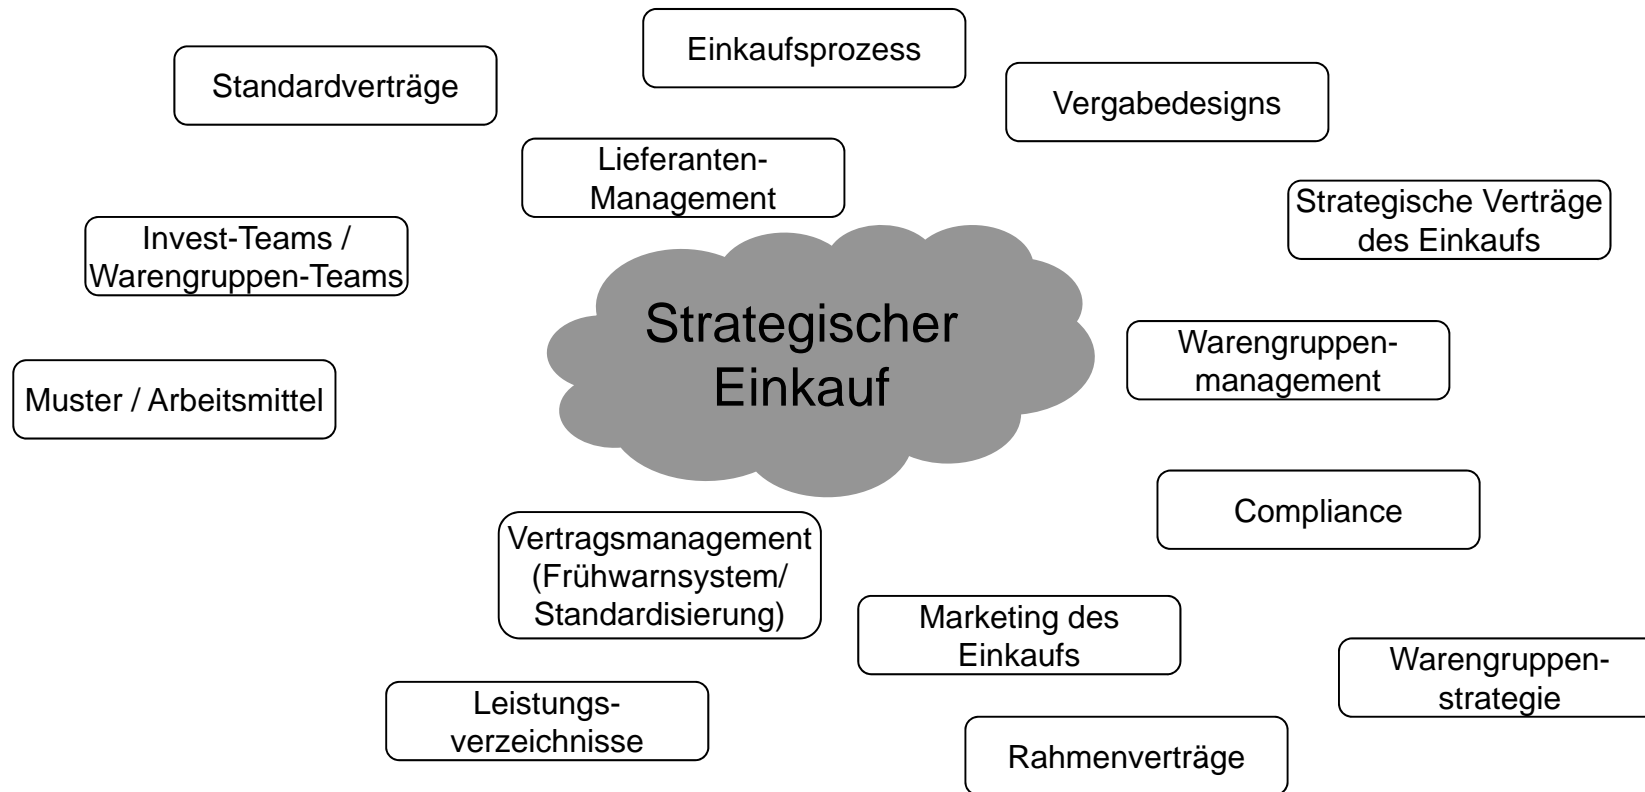 Einkaufsprozess
Standardverträge
Vergabedesigns
Lieferanten-
Management
Strategische Verträge
des Einkaufs
Invest-Teams /
Warengruppen-Teams
Strategischer
Einkauf
Warengruppen-
management
Muster / Arbeitsmittel
Compliance
Vertragsmanagement
(Frühwarnsystem/
Standardisierung)
Marketing des
Einkaufs
Warengruppen-
strategie
Leistungs-
verzeichnisse
Rahmenverträge